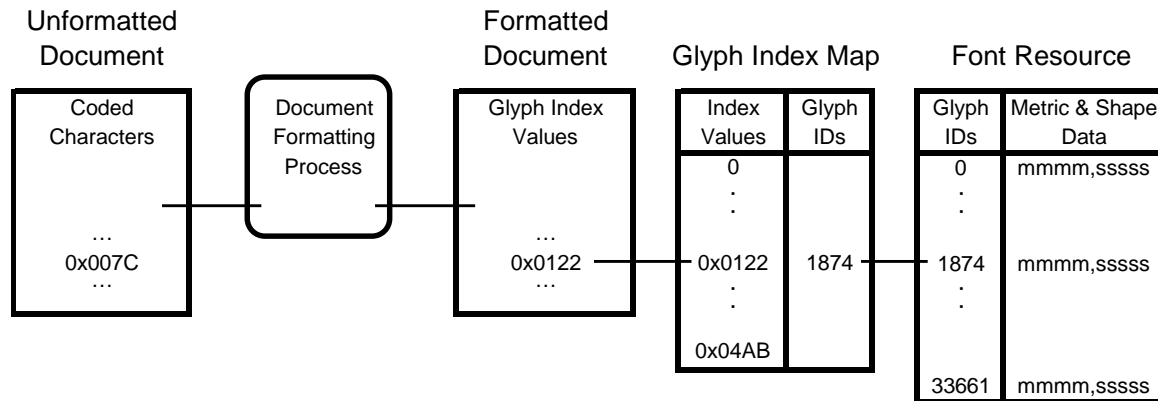 Unformatted
Document
Formatted
Document
Glyph Index Map
Font Resource
Coded
Characters
...
0x007C
...
Document
Formatting
Process
Glyph Index
Values
...
0x0122
...
Index
Values
Glyph
IDs
0
.
.
0x0122
1874
.
.
0x04AB
Glyph
IDs
Metric & Shape
Data
0
mmmm,sssss
.
.
1874
mmmm,sssss
.
.
33661
mmmm,sssss